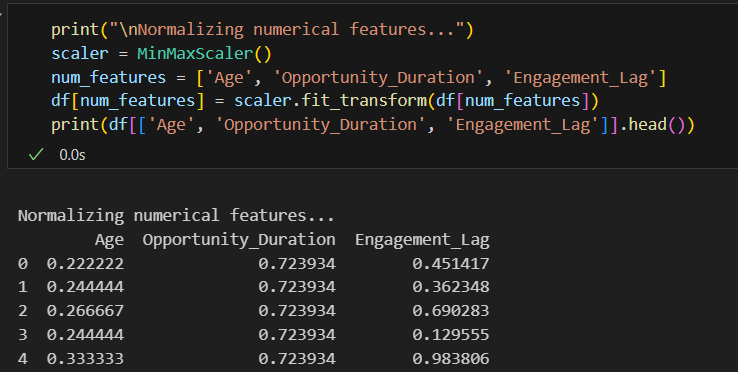 print("\nNormalizing numerical features...")
scaler = MinMaxScaler()
num_features = ['Age', 'Opportunity_Duration', 'Engagement_Lag']
df[num_features] = scaler.fit_transform(df[num_features])
print(df[['Age', 'Opportunity_Duration', 'Engagement_Lag']].head())
✓ 0.0s
Normalizing numerical features...
Age Opportunity_Duration Engagement_Lag
0 0.222222 0.723934 0.451417
1 0.244444 0.723934 0.362348
2 0.266667 0.723934 0.690283
3 0.244444 0.723934 0.129555
4 0.333333 0.723934 0.983806